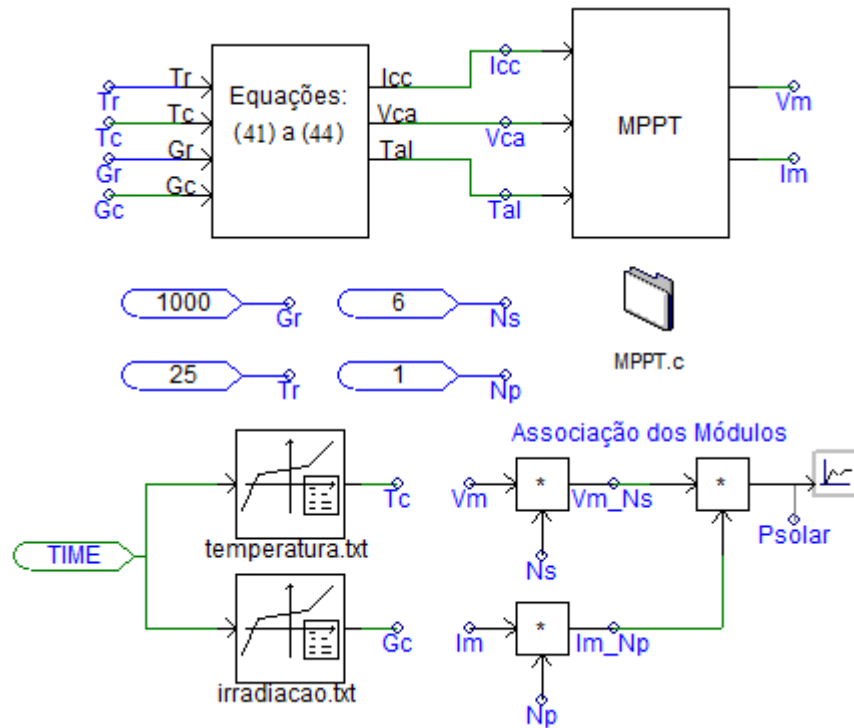 Tr
Tc
Gr
Gc
Tr
Tc
Gr
Gc
Equações:
(41) a (44)
Icc
Vca
Tal
Icc
Vca
Tal
MPPT
Vm
Im
1000
Gr
6
Ns
25
Tr
1
Np
MPPT.c
TIME
temperatura.txt
Tc
irradiacao.txt
Gc
Associação dos Módulos
Vm
*
Vm_Ns
*
Psolar
Ns
Im
*
Im_Np
Np